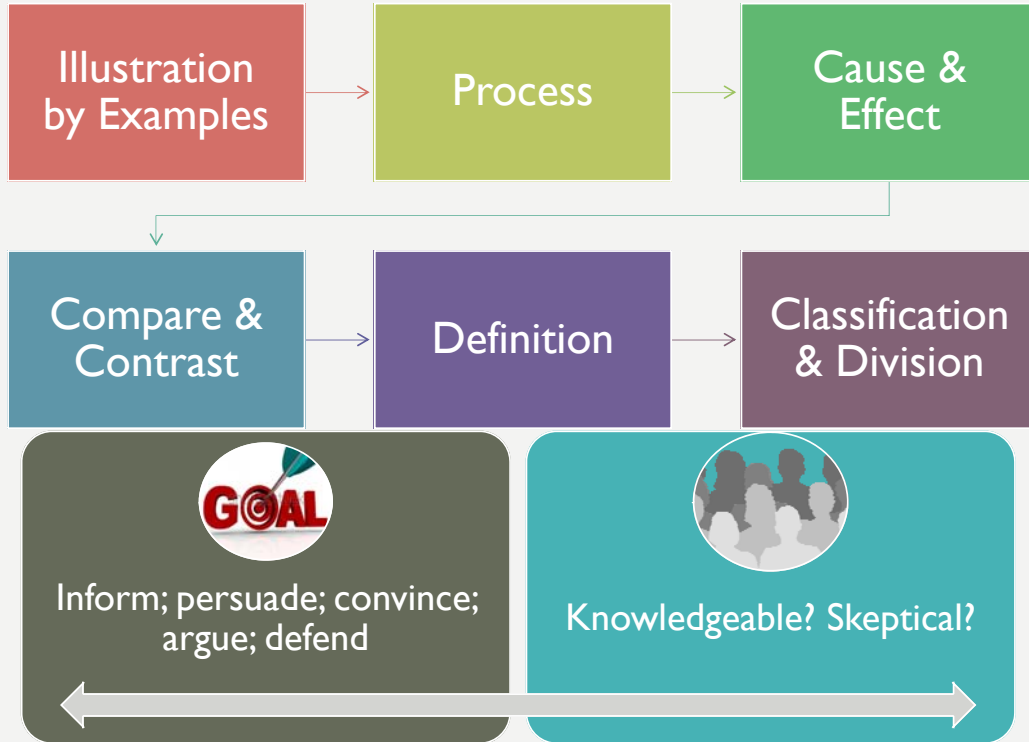 Illustration
by Examples
Process
Cause &
Effect
Compare &
Contrast
Definition
Classification
& Division
GOAL
Inform; persuade; convince;
argue; defend
Knowledgeable? Skeptical?